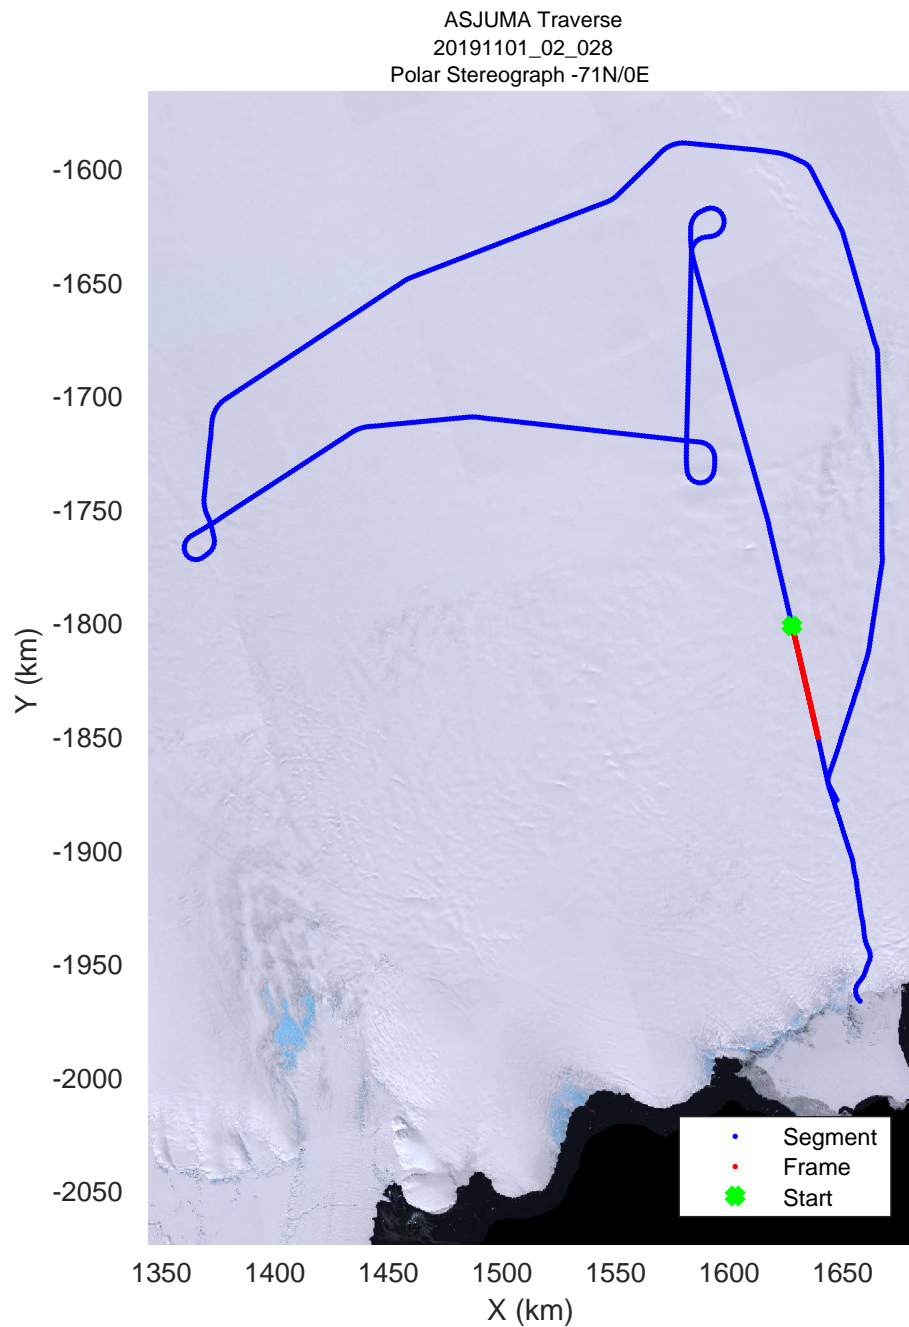 ASJUMA Traverse
20191101_02_028
Polar Stereograph -71N/0E
-1600
-1650
-1700
-1750
-1800
-1850
-1900
-1950
-2000
-2050
Y (km)
Segment
Frame
Start
1350 1400 1450 1500 1550 1600 1650
X (km)